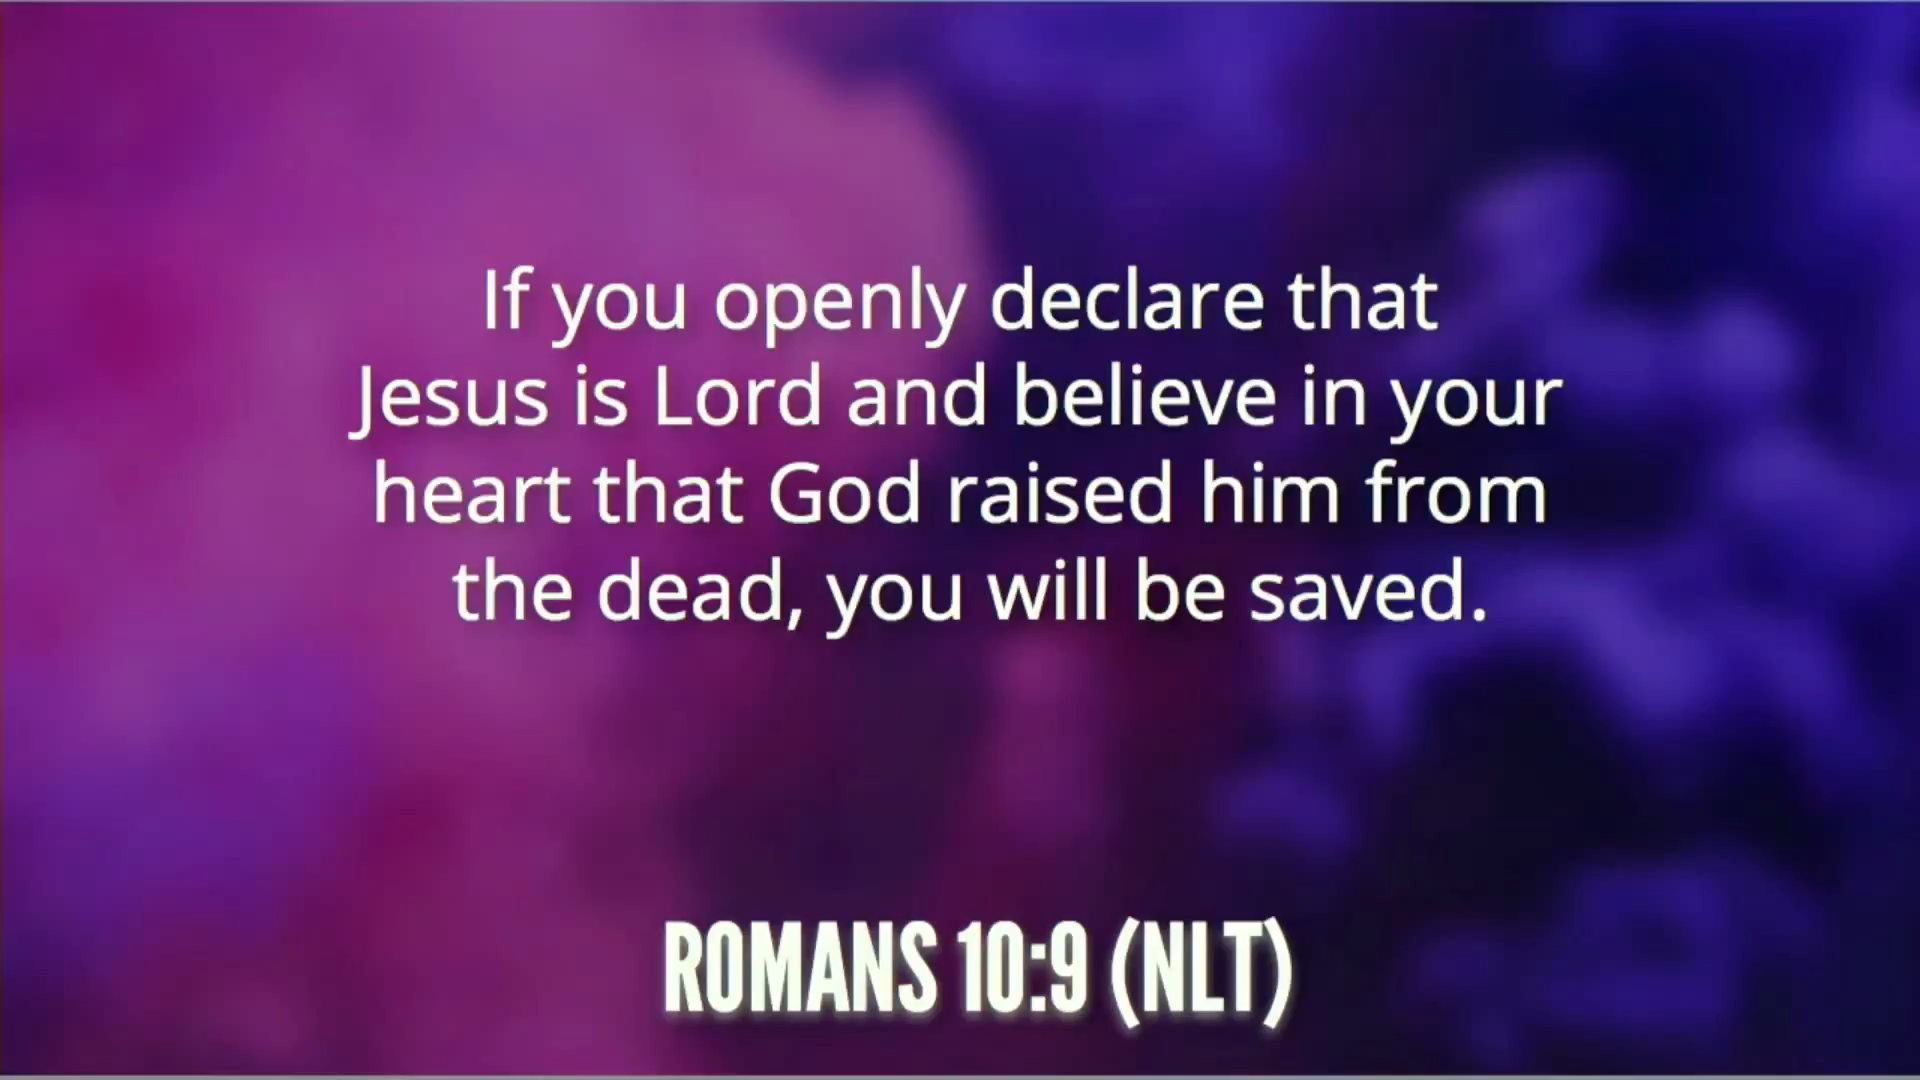 If you openly declare that
Jesus is Lord and believe in your
heart that God raised him from
the dead, you will be saved.
ROMANS 10:9 (NLT)